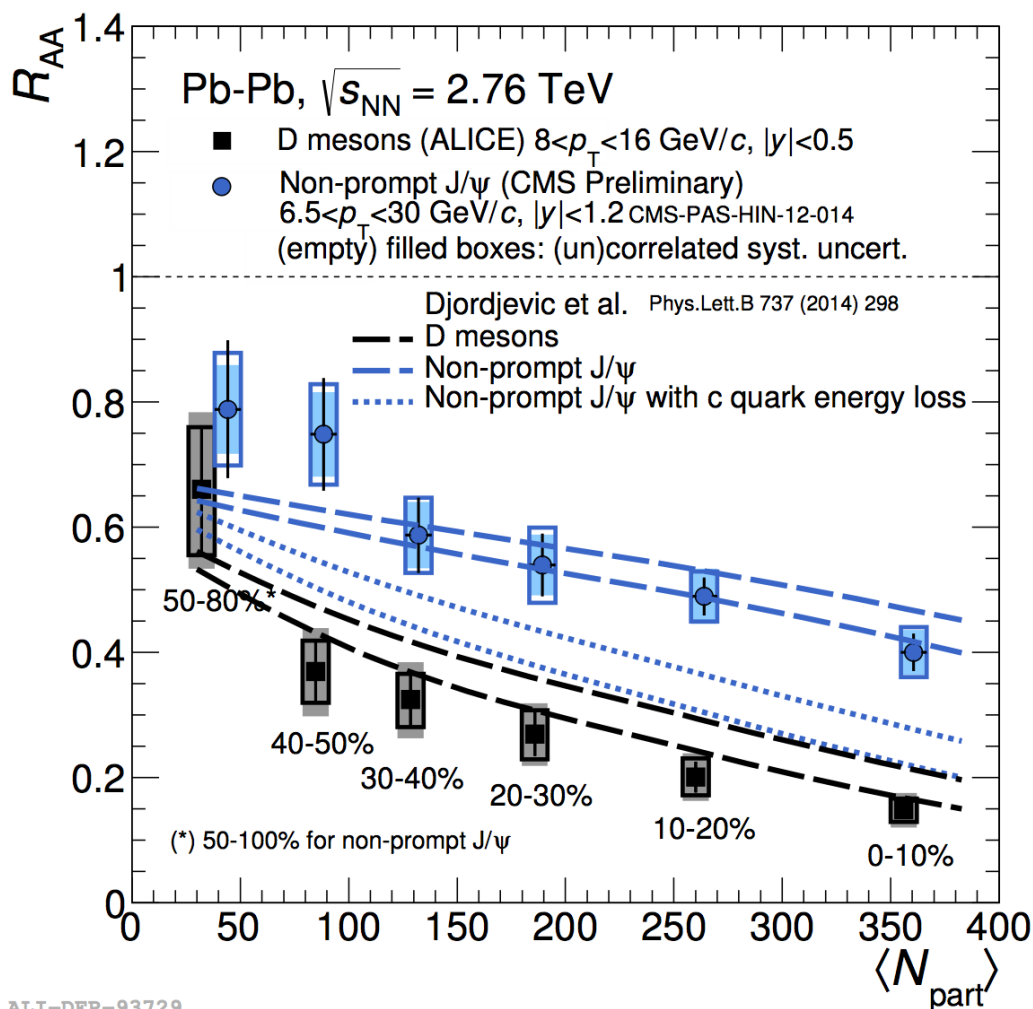 R_AA
1.4
1.2
1
0.8
0.6
0.4
0.2
0
Pb-Pb, √s_NN = 2.76 TeV
D mesons (ALICE) 8<p_T<16 GeV/c, |y|<0.5
Non-prompt J/ψ (CMS Preliminary)
6.5<p_T<30 GeV/c, |y|<1.2 CMS-PAS-HIN-12-014
(empty) filled boxes: (un)correlated syst. uncert.
Djordjevic et al. Phys.Lett.B 737 (2014) 298
D mesons
Non-prompt J/ψ
Non-prompt J/ψ with c quark energy loss
50-80%*
40-50%
30-40%
20-30%
10-20%
0-10%
(*) 50-100% for non-prompt J/ψ
0 50 100 150 200 250 300 350 400
⟨N_part⟩
ALI-DER-93729